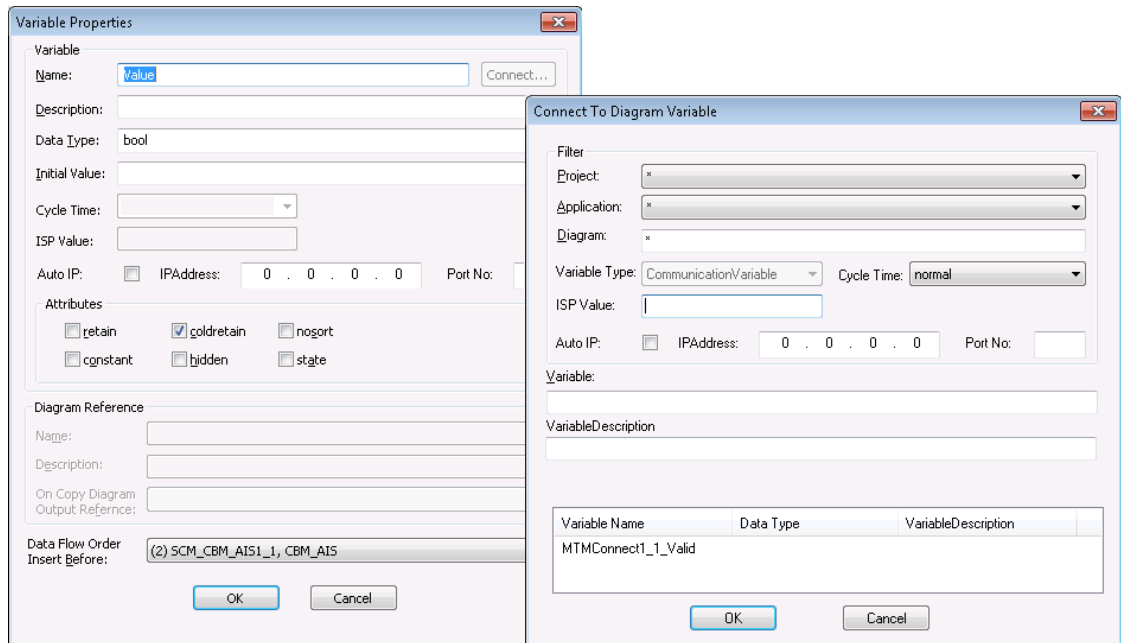 Variable Properties
Variable
Name: Value Connect...
Description:
Data Type: bool
Initial Value:
Cycle Time:
ISP Value:
Auto IP: IPAddress: 0 . 0 . 0 . 0 Port No:
Attributes
retain coldretain nosort
constant hidden state
Diagram Reference
Name:
Description:
On Copy Diagram
Output Refernce:
Data Flow Order
Insert Before: (2) SCM_CBM_AIS1_1, CBM_AIS
OK Cancel
Connect To Diagram Variable
Filter
Project: *
Application: *
Diagram: *
Variable Type: CommunicationVariable Cycle Time: normal
ISP Value:
Auto IP: IPAddress: 0 . 0 . 0 . 0 Port No:
Variable:
VariableDescription
Variable Name Data Type VariableDescription
MTMConnect1_1_Valid
OK Cancel